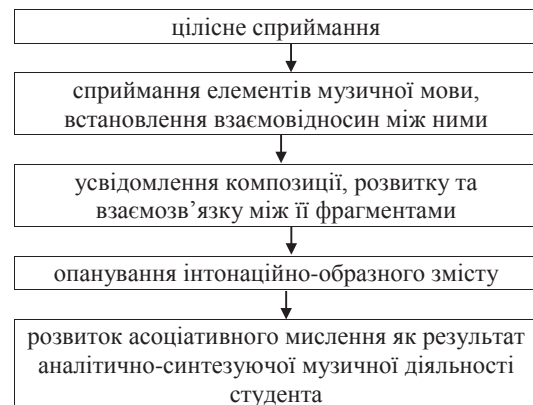 цілісне сприймання
сприймання елементів музичної мови,
встановлення взаємовідносин між ними
усвідомлення композиції, розвитку та
взаємозв’язку між її фрагментами
опанування інтонаційно-образного змісту
розвиток асоціативного мислення як результат
аналітично-синтезуючої музичної діяльності
студента